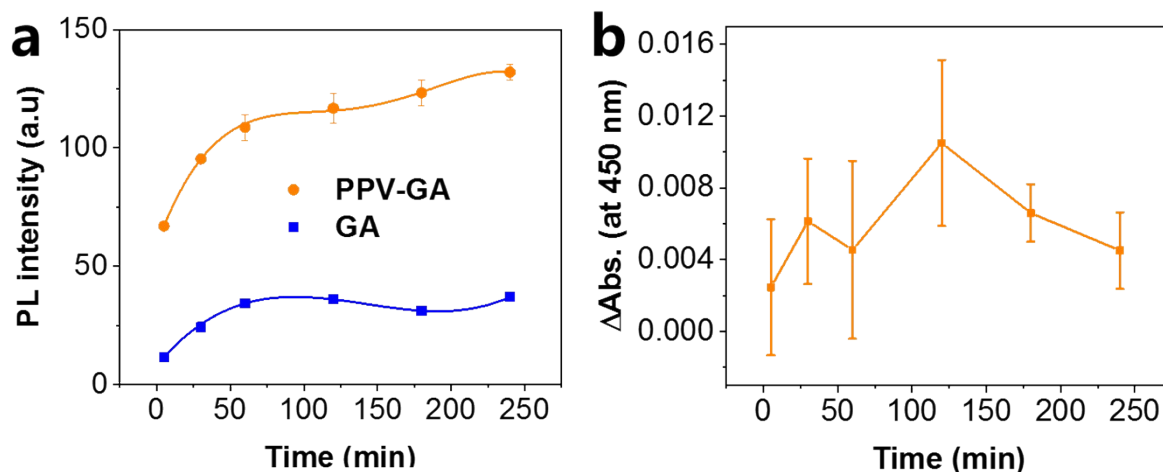 a
150
100
50
0
PL intensity (a.u)
PPV-GA
GA
0 50 100 150 200 250
Time (min)
b
0.016
0.012
0.008
0.004
0.000
ΔAbs. (at 450 nm)
0 50 100 150 200 250
Time (min)